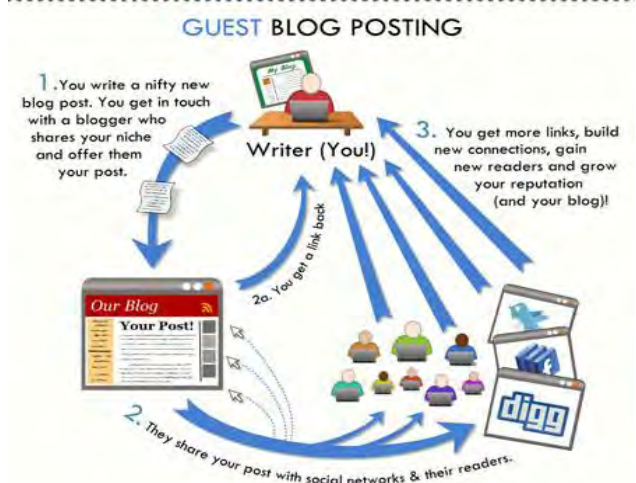 GUEST BLOG POSTING
1. You write a nifty new
blog post. You get in touch
with a blogger who
shares your niche
and offer them
your post.
My Blog
Writer (You!)
3. You get more links, build
new connections, gain
new readers and grow
your reputation
(and your blog)!
2a. You get a link back
Our Blog
Your Post!
digg
2. They share your post with social networks & their readers.